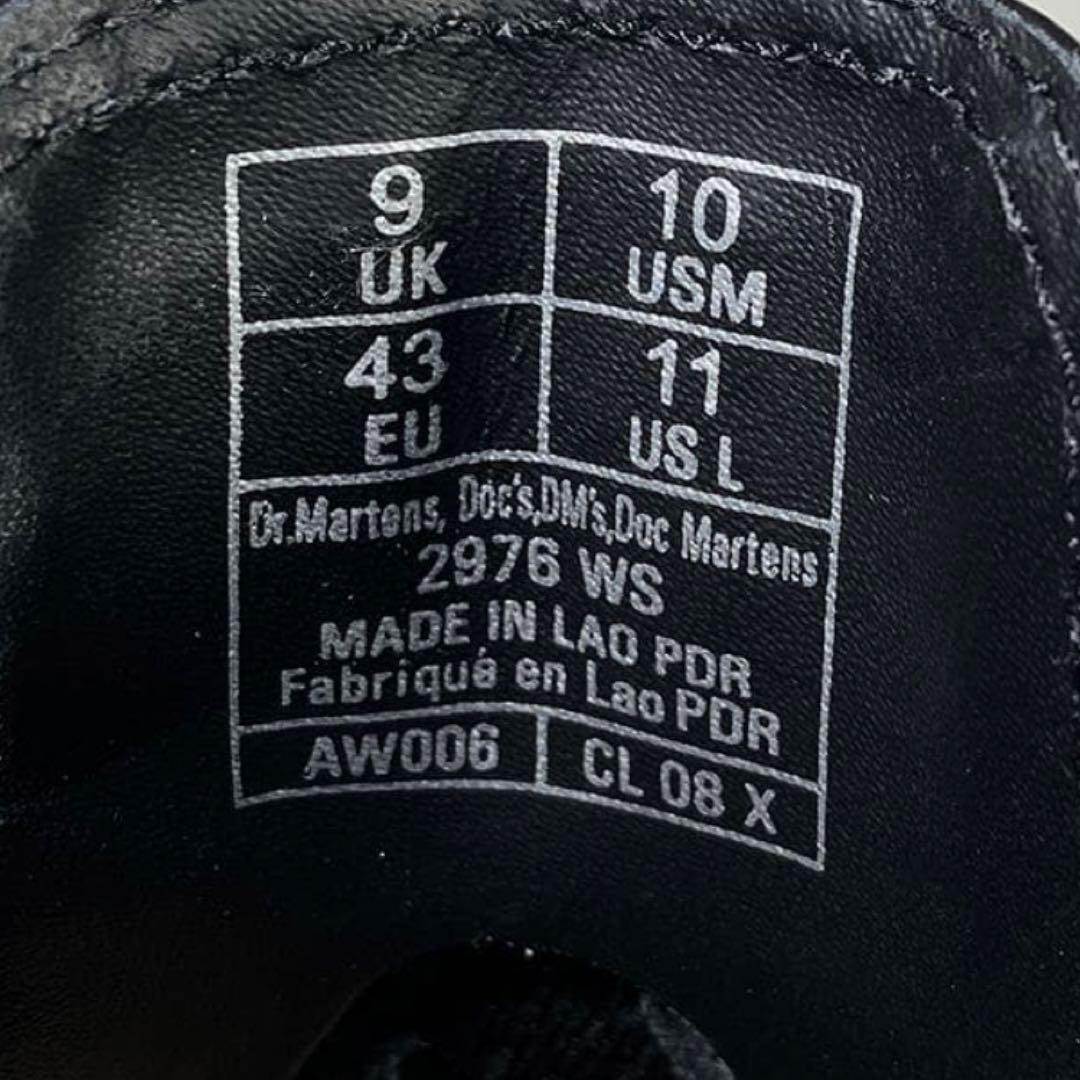 9 UK
10 USM
43 EU
11 US L
Dr.Martens, Doc's,DM's,Doc Martens
2976 WS
MADE IN LAO PDR
Fabriqué en Lao PDR
AW006
CL 08 X